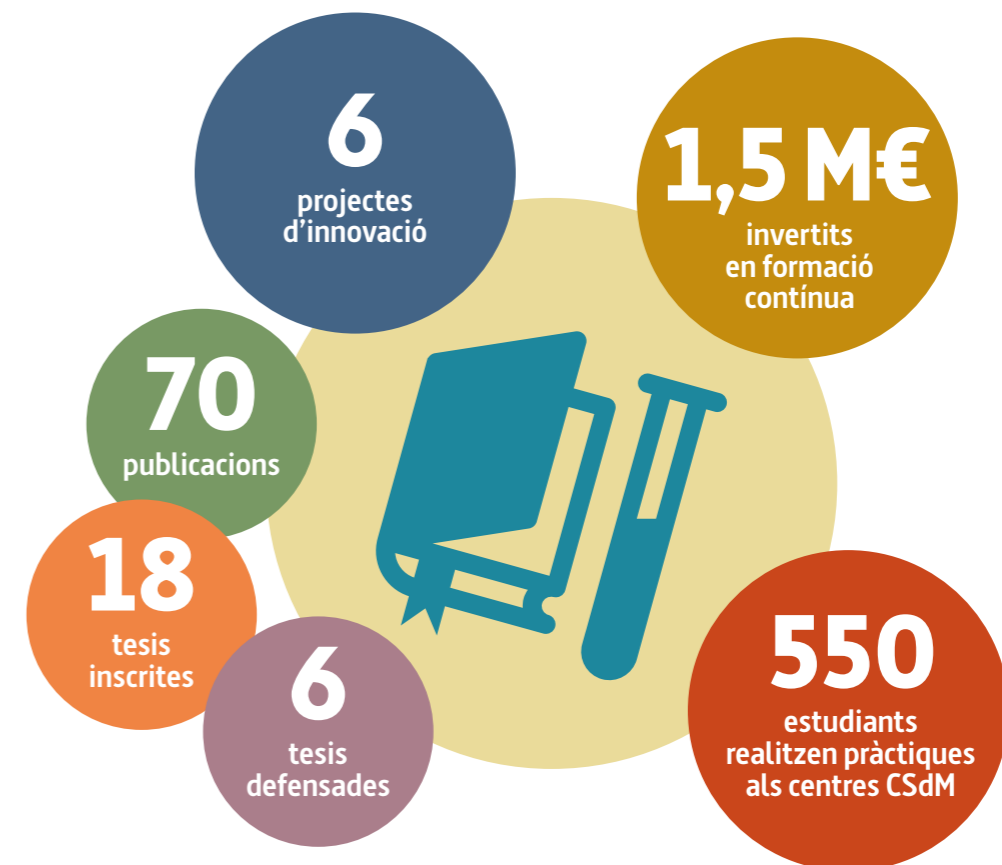 6
projectes
d’innovació
1,5 M€
invertits
en formació
contínua
70
publicacions
18
tesis
inscrites
6
tesis
defensades
550
estudiants
realitzen pràctiques
als centres CSdM